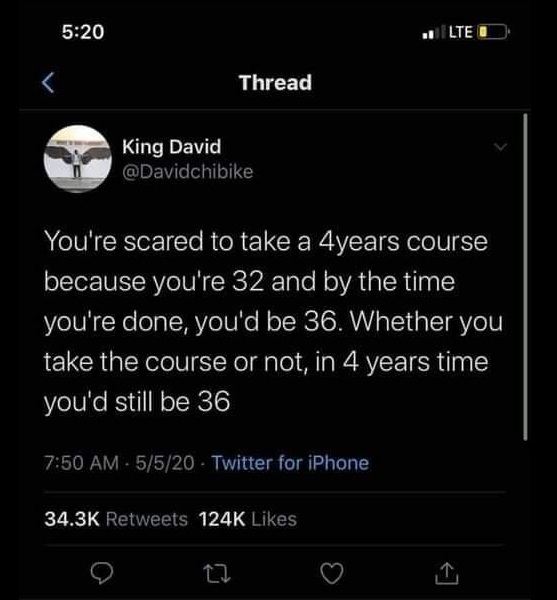 5:20
LTE
Thread
King David
@Davidchibike
You're scared to take a 4years course
because you're 32 and by the time
you're done, you'd be 36. Whether you
take the course or not, in 4 years time
you'd still be 36
7:50 AM · 5/5/20 · Twitter for iPhone
34.3K Retweets 124K Likes